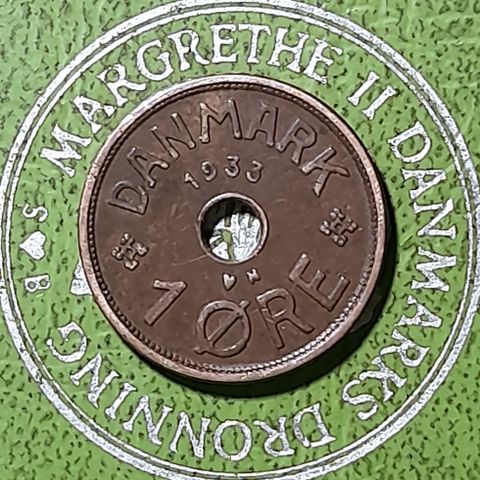 MARGRETHE II DANMARKS DRONNING
S ♥ B
DANMARK
1933
♥ N
1 ØRE